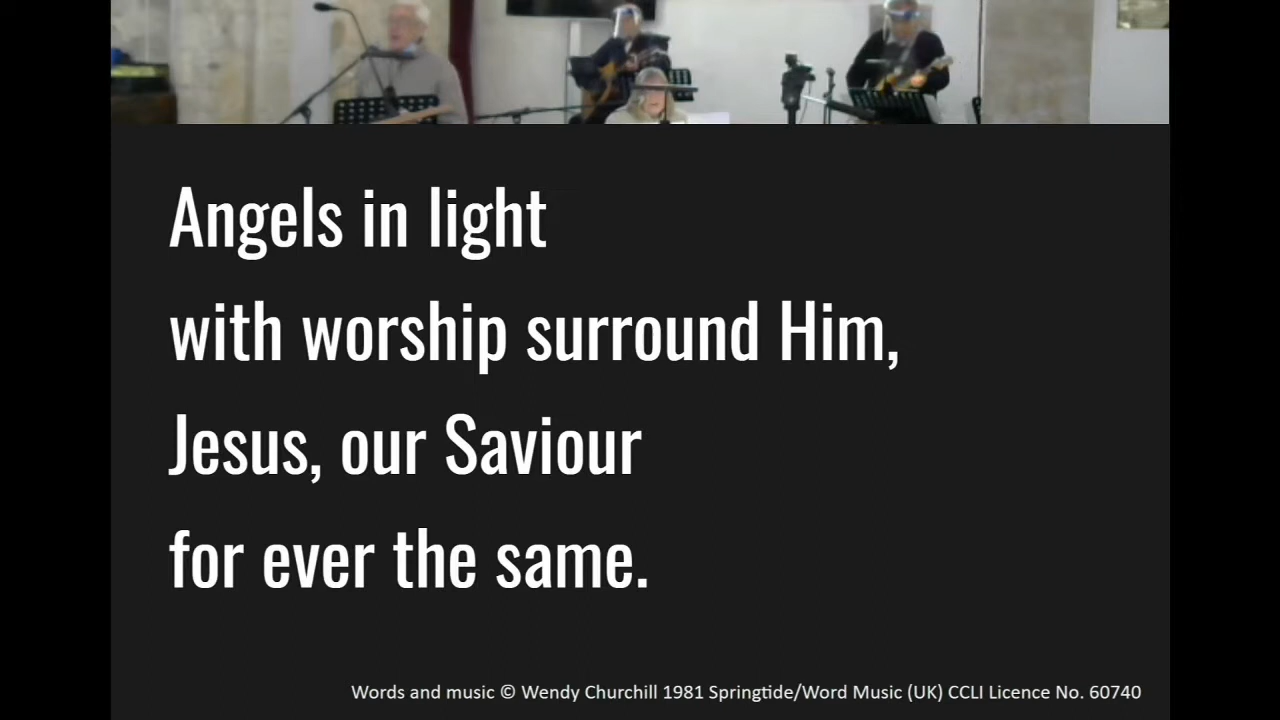 Angels in light
with worship surround Him,
Jesus, our Saviour
for ever the same.
Words and music © Wendy Churchill 1981 Springtide/Word Music (UK) CCLI Licence No. 60740